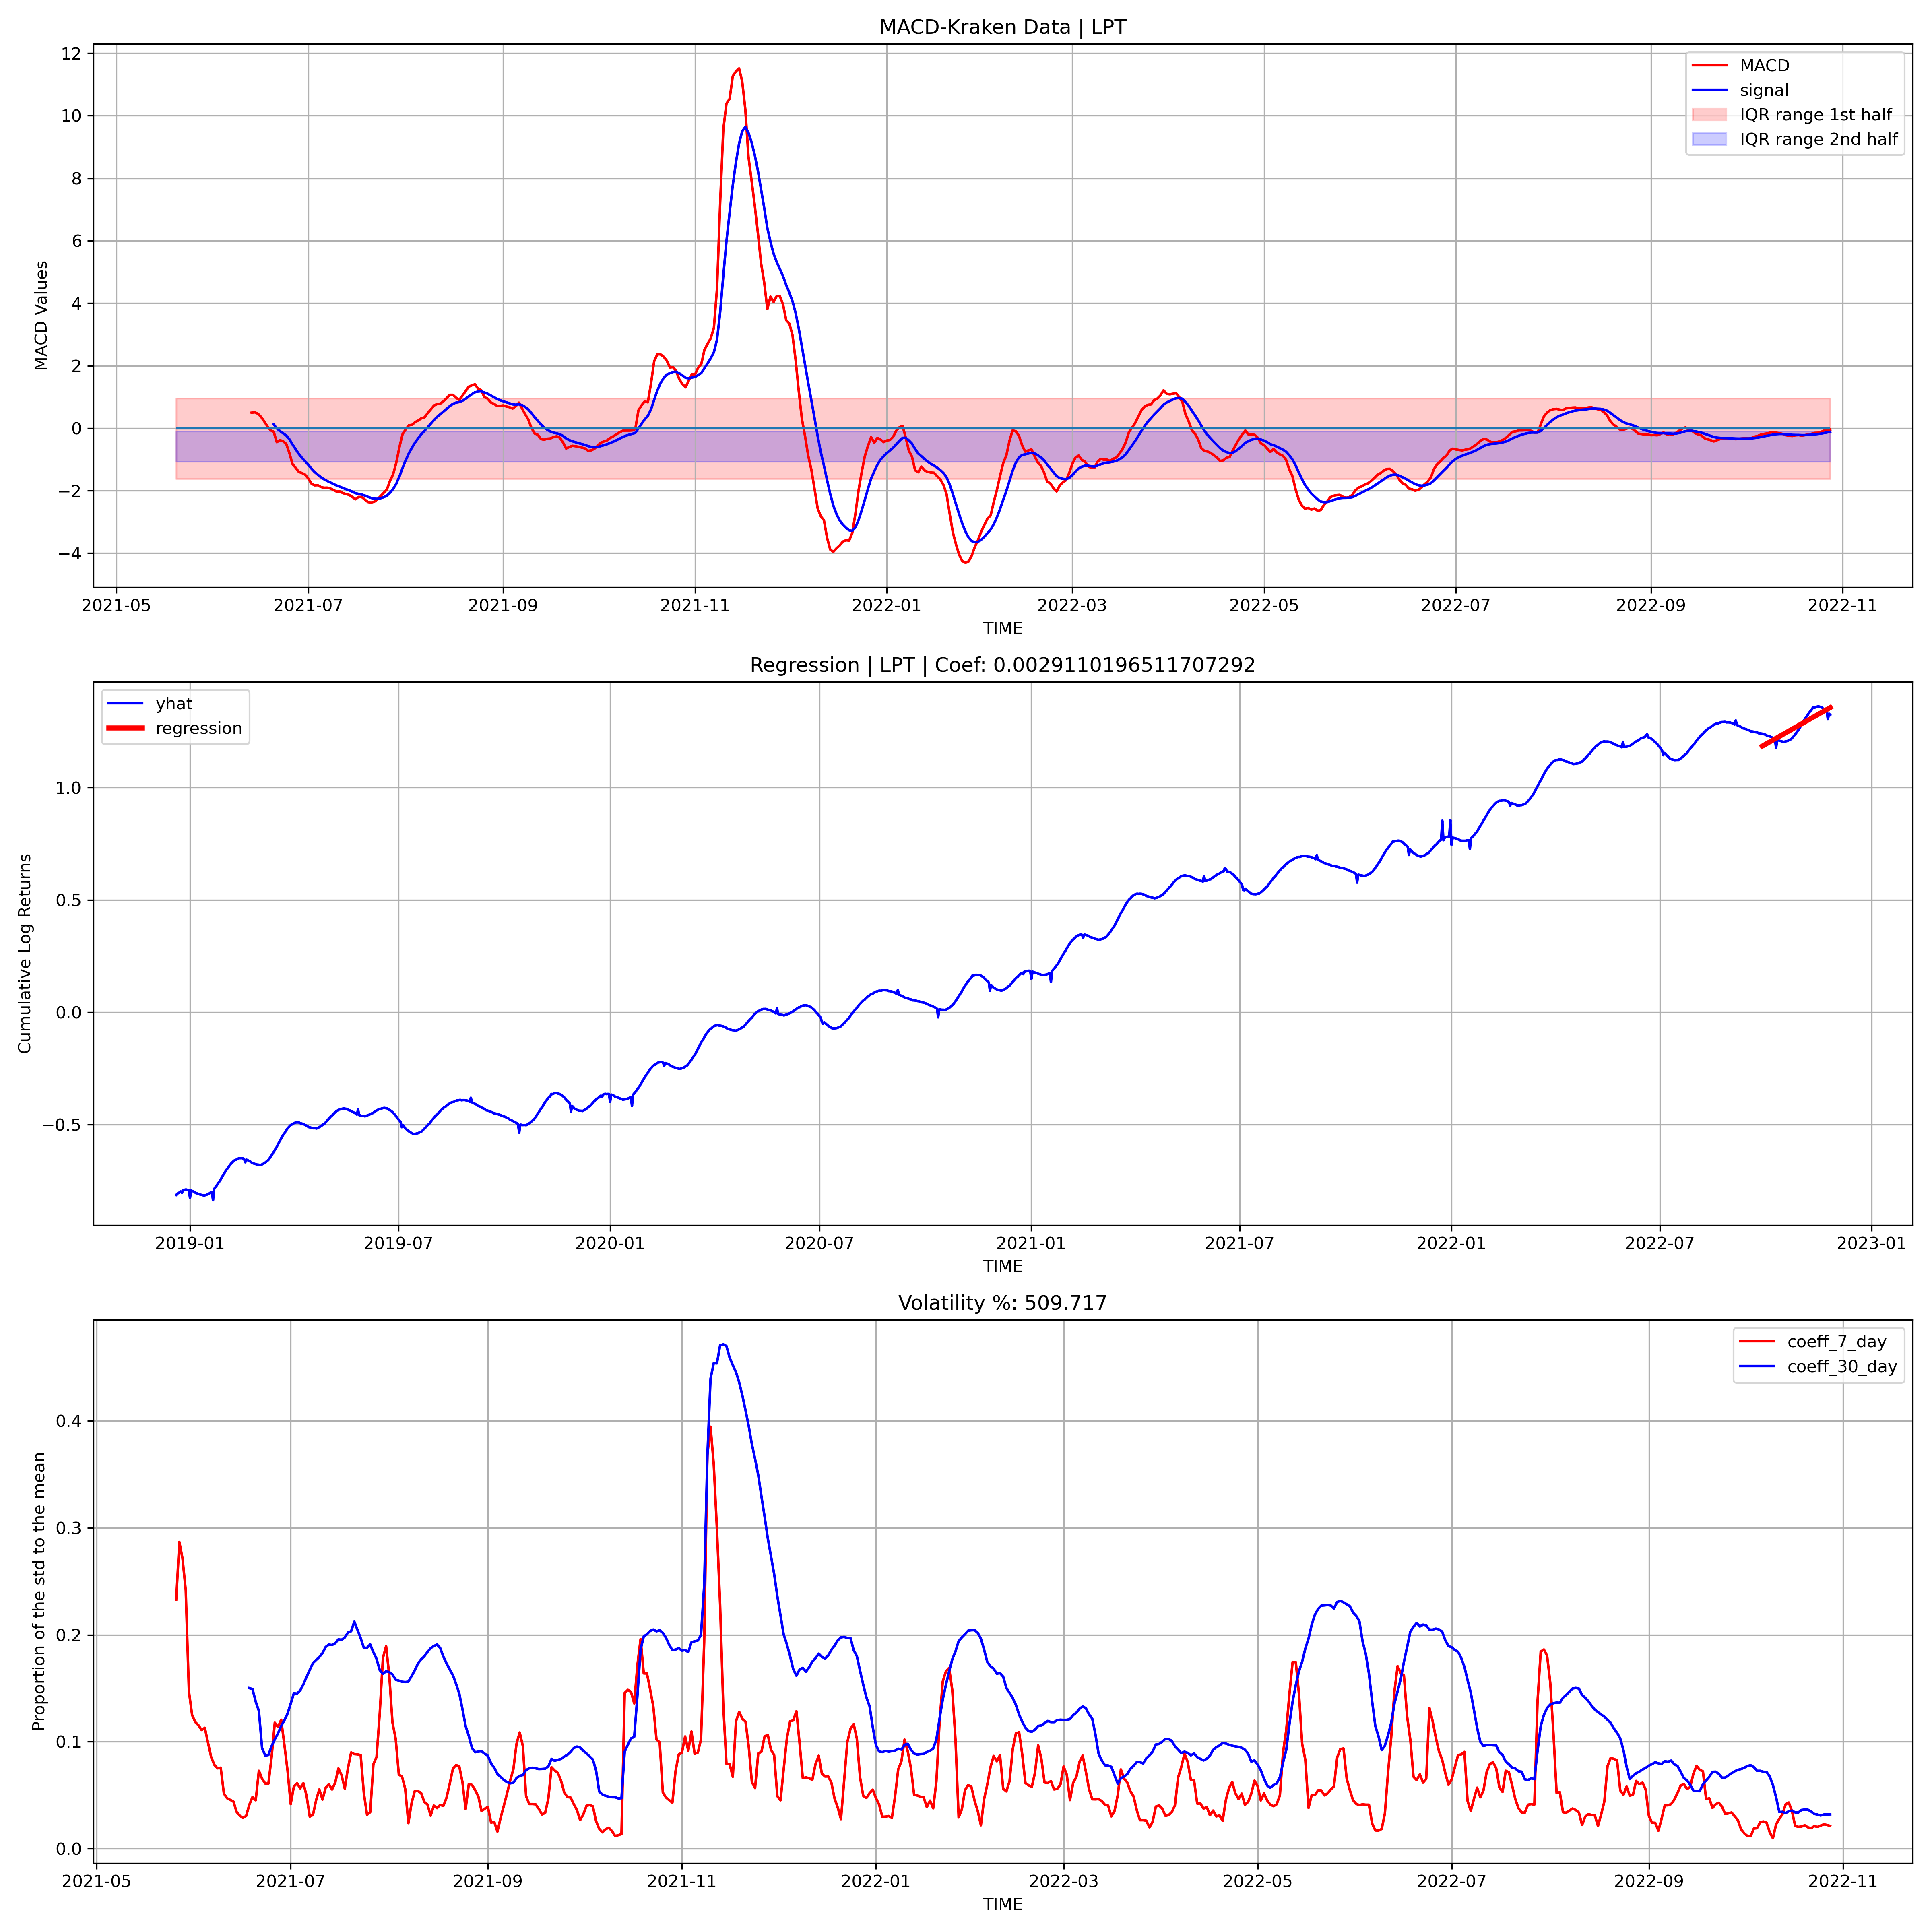 MACD-Kraken Data | LPT
MACD Values
12
10
8
6
4
2
0
−2
−4
MACD
signal
IQR range 1st half
IQR range 2nd half
2021-05 2021-07 2021-09 2021-11 2022-01 2022-03 2022-05 2022-07 2022-09 2022-11
TIME
Regression | LPT | Coef: 0.0029110196511707292
Cumulative Log Returns
1.0
0.5
0.0
−0.5
yhat
regression
2019-01 2019-07 2020-01 2020-07 2021-01 2021-07 2022-01 2022-07 2023-01
TIME
Volatility %: 509.717
Proportion of the std to the mean
0.4
0.3
0.2
0.1
0.0
coeff_7_day
coeff_30_day
2021-05 2021-07 2021-09 2021-11 2022-01 2022-03 2022-05 2022-07 2022-09 2022-11
TIME